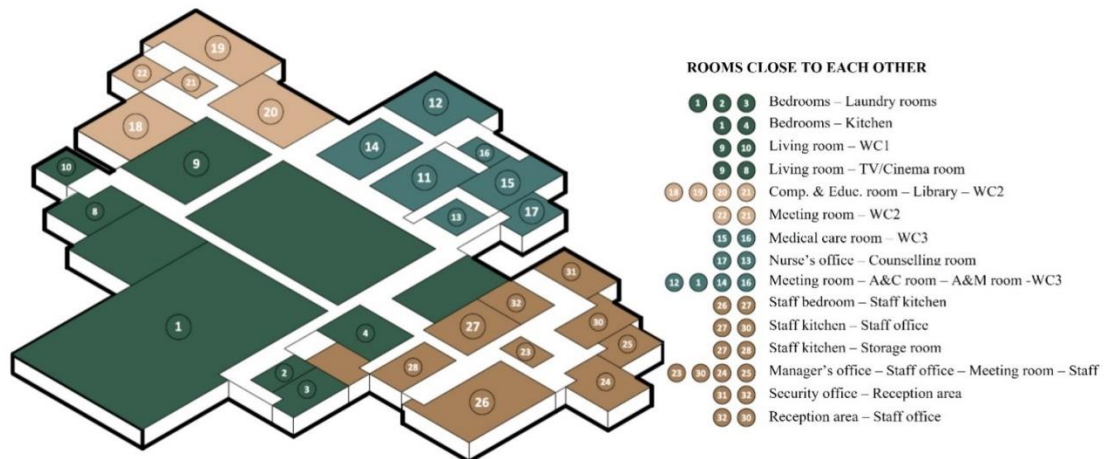 19
22
21
20
18
12
14
16
9
11
15
10
13
17
8
31
32
30
1
27
4
25
23
28
2
24
3
26
ROOMS CLOSE TO EACH OTHER
1 2 3 Bedrooms – Laundry rooms
1 4 Bedrooms – Kitchen
9 10 Living room – WC1
9 8 Living room – TV/Cinema room
18 19 20 21 Comp. & Educ. room – Library – WC2
22 21 Meeting room – WC2
15 16 Medical care room – WC3
17 13 Nurse's office – Counselling room
12 1 14 16 Meeting room – A&C room – A&M room -WC3
26 27 Staff bedroom – Staff kitchen
27 30 Staff kitchen – Staff office
27 28 Staff kitchen – Storage room
23 30 24 25 Manager's office – Staff office – Meeting room – Staff
31 32 Security office – Reception area
32 30 Reception area – Staff office